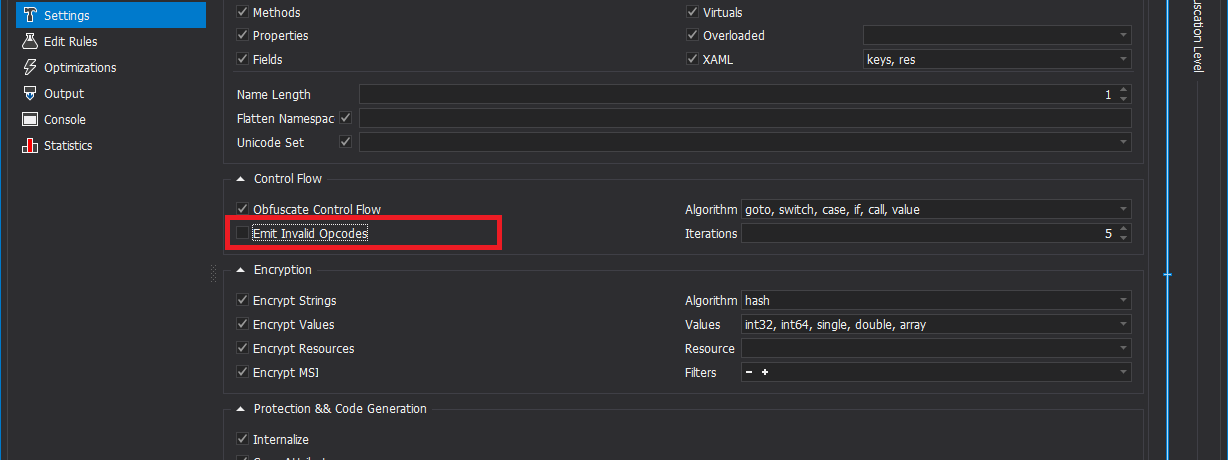 Settings
Edit Rules
Optimizations
Output
Console
Statistics
Methods
Virtuals
Properties
Overloaded
Fields
XAML keys, res
Name Length 1
Flatten Namespac
Unicode Set
Control Flow
Obfuscate Control Flow
Algorithm goto, switch, case, if, call, value
Emit Invalid Opcodes
Iterations 5
Encryption
Encrypt Strings
Algorithm hash
Encrypt Values
Values int32, int64, single, double, array
Encrypt Resources
Resource
Encrypt MSI
Filters - +
Protection && Code Generation
Internalize
uscation Level